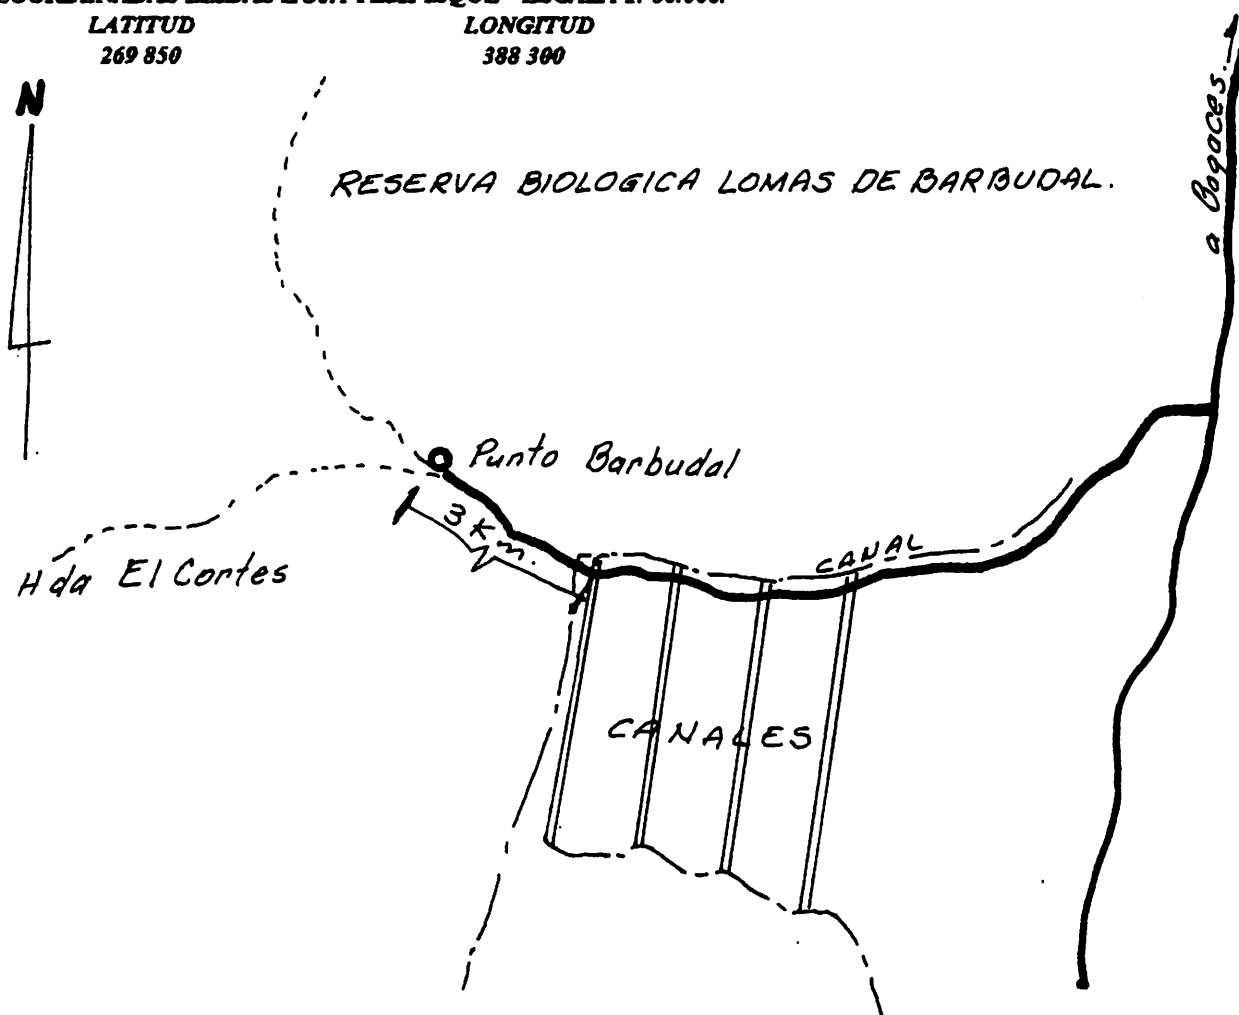 LATITUD LONGITUD
269 850 388 300
N
a Bagaces.
RESERVA BIOLOGICA LOMAS DE BARBUDAL.
Punto Barbudal
3 Km.
CANAL
Hda El Cortes
CANALES